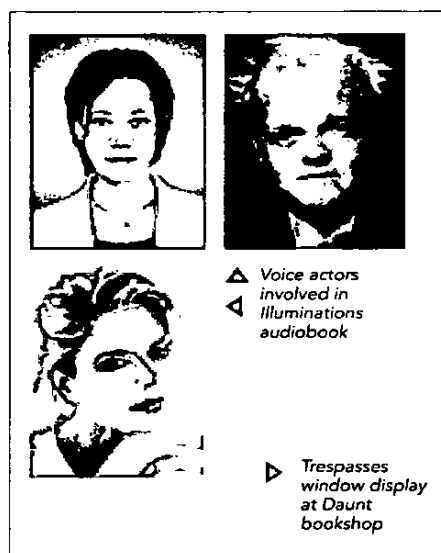 Voice actors
involved in
Illuminations
audiobook
Trespasses
window display
at Daunt
bookshop